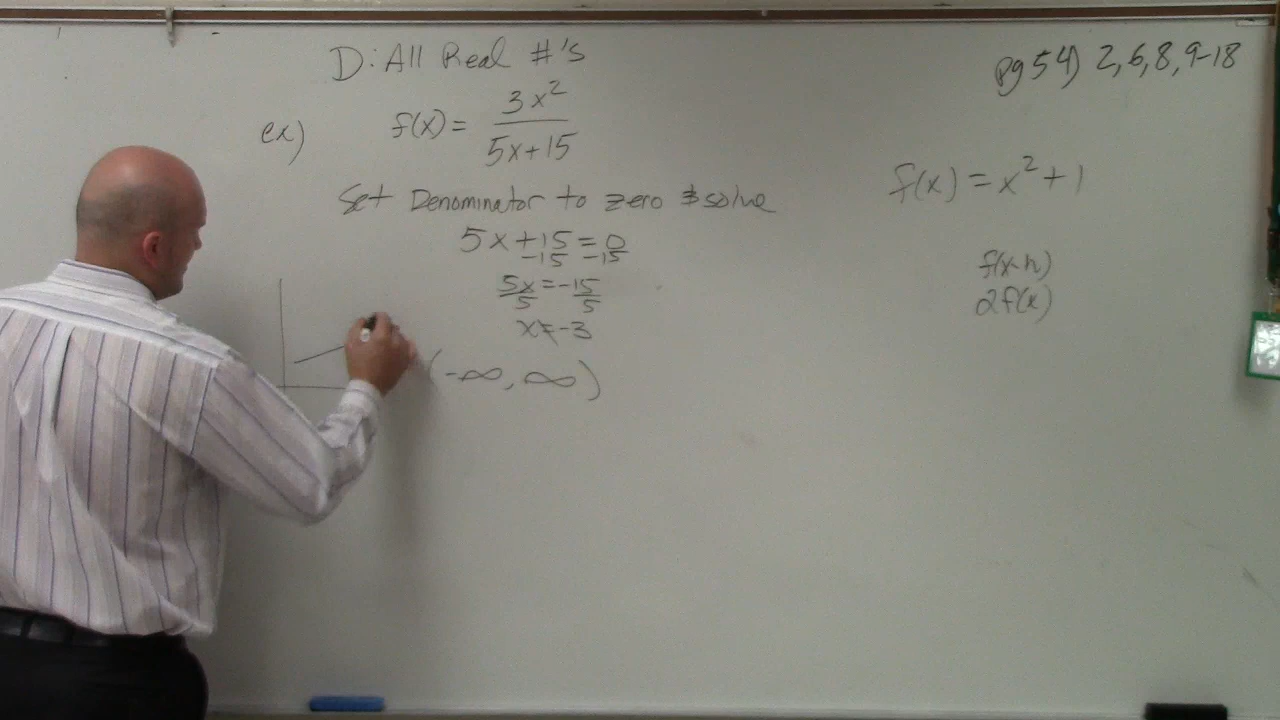 D: All Real #'s
pg 54) 2, 6, 8, 9-18
ex) f(x) = 3x² / 5x+15
Set Denominator to zero & solve
5x+15=0
-15 -15
5x = -15
5 5
x≠-3
(-∞, ∞)
f(x) = x² + 1
f(x-h)
2f(x)